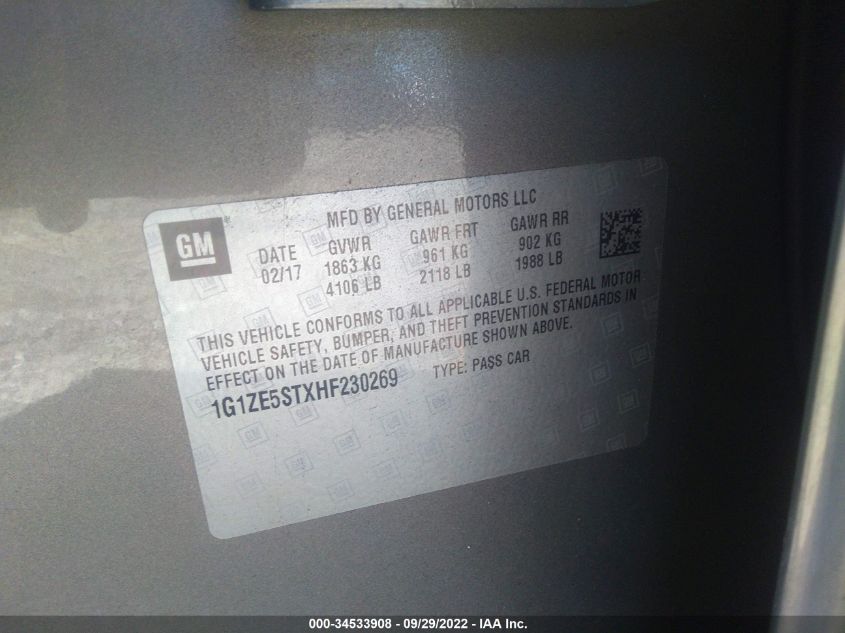 MFD BY GENERAL MOTORS LLC
GM
DATE GVWR GAWR FRT GAWR RR
02/17 1863 KG 961 KG 902 KG
4106 LB 2118 LB 1988 LB
THIS VEHICLE CONFORMS TO ALL APPLICABLE U.S. FEDERAL MOTOR
VEHICLE SAFETY, BUMPER, AND THEFT PREVENTION STANDARDS IN
EFFECT ON THE DATE OF MANUFACTURE SHOWN ABOVE.
1G1ZE5STXHF230269 TYPE: PASS CAR
000-34533908 - 09/29/2022 - IAA Inc.